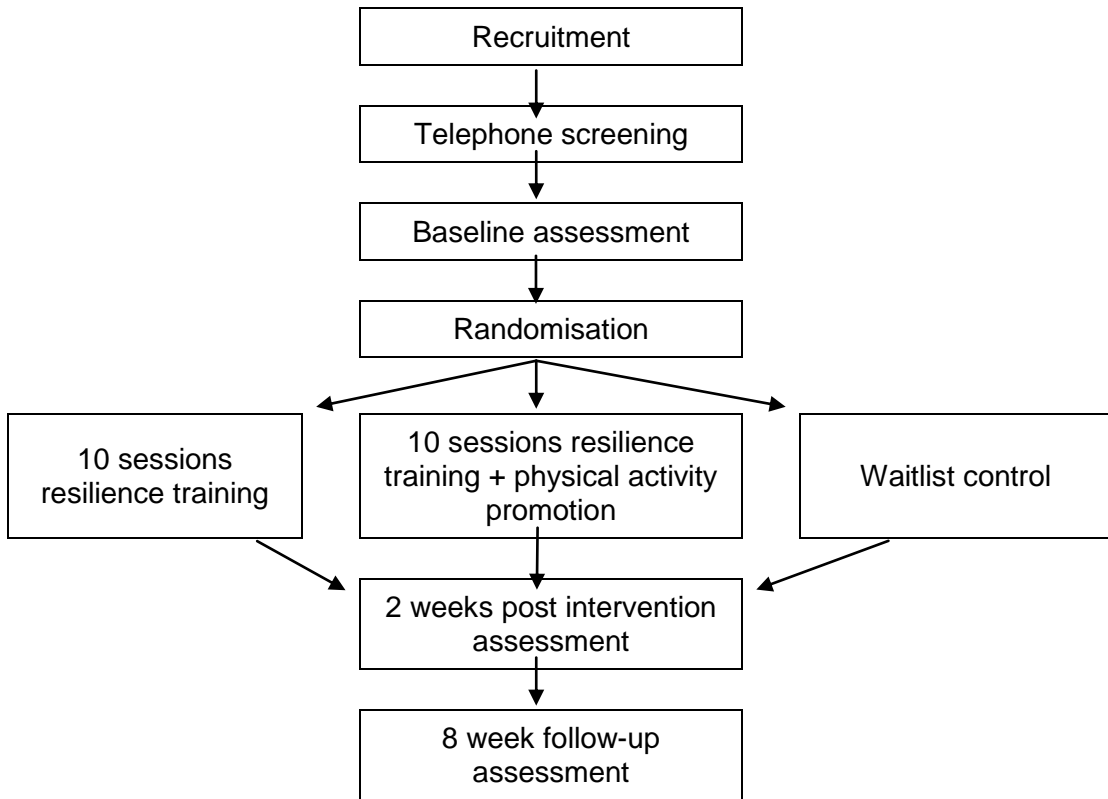 Recruitment
Telephone screening
Baseline assessment
Randomisation
10 sessions
resilience training
10 sessions resilience
training + physical activity
promotion
Waitlist control
2 weeks post intervention
assessment
8 week follow-up
assessment